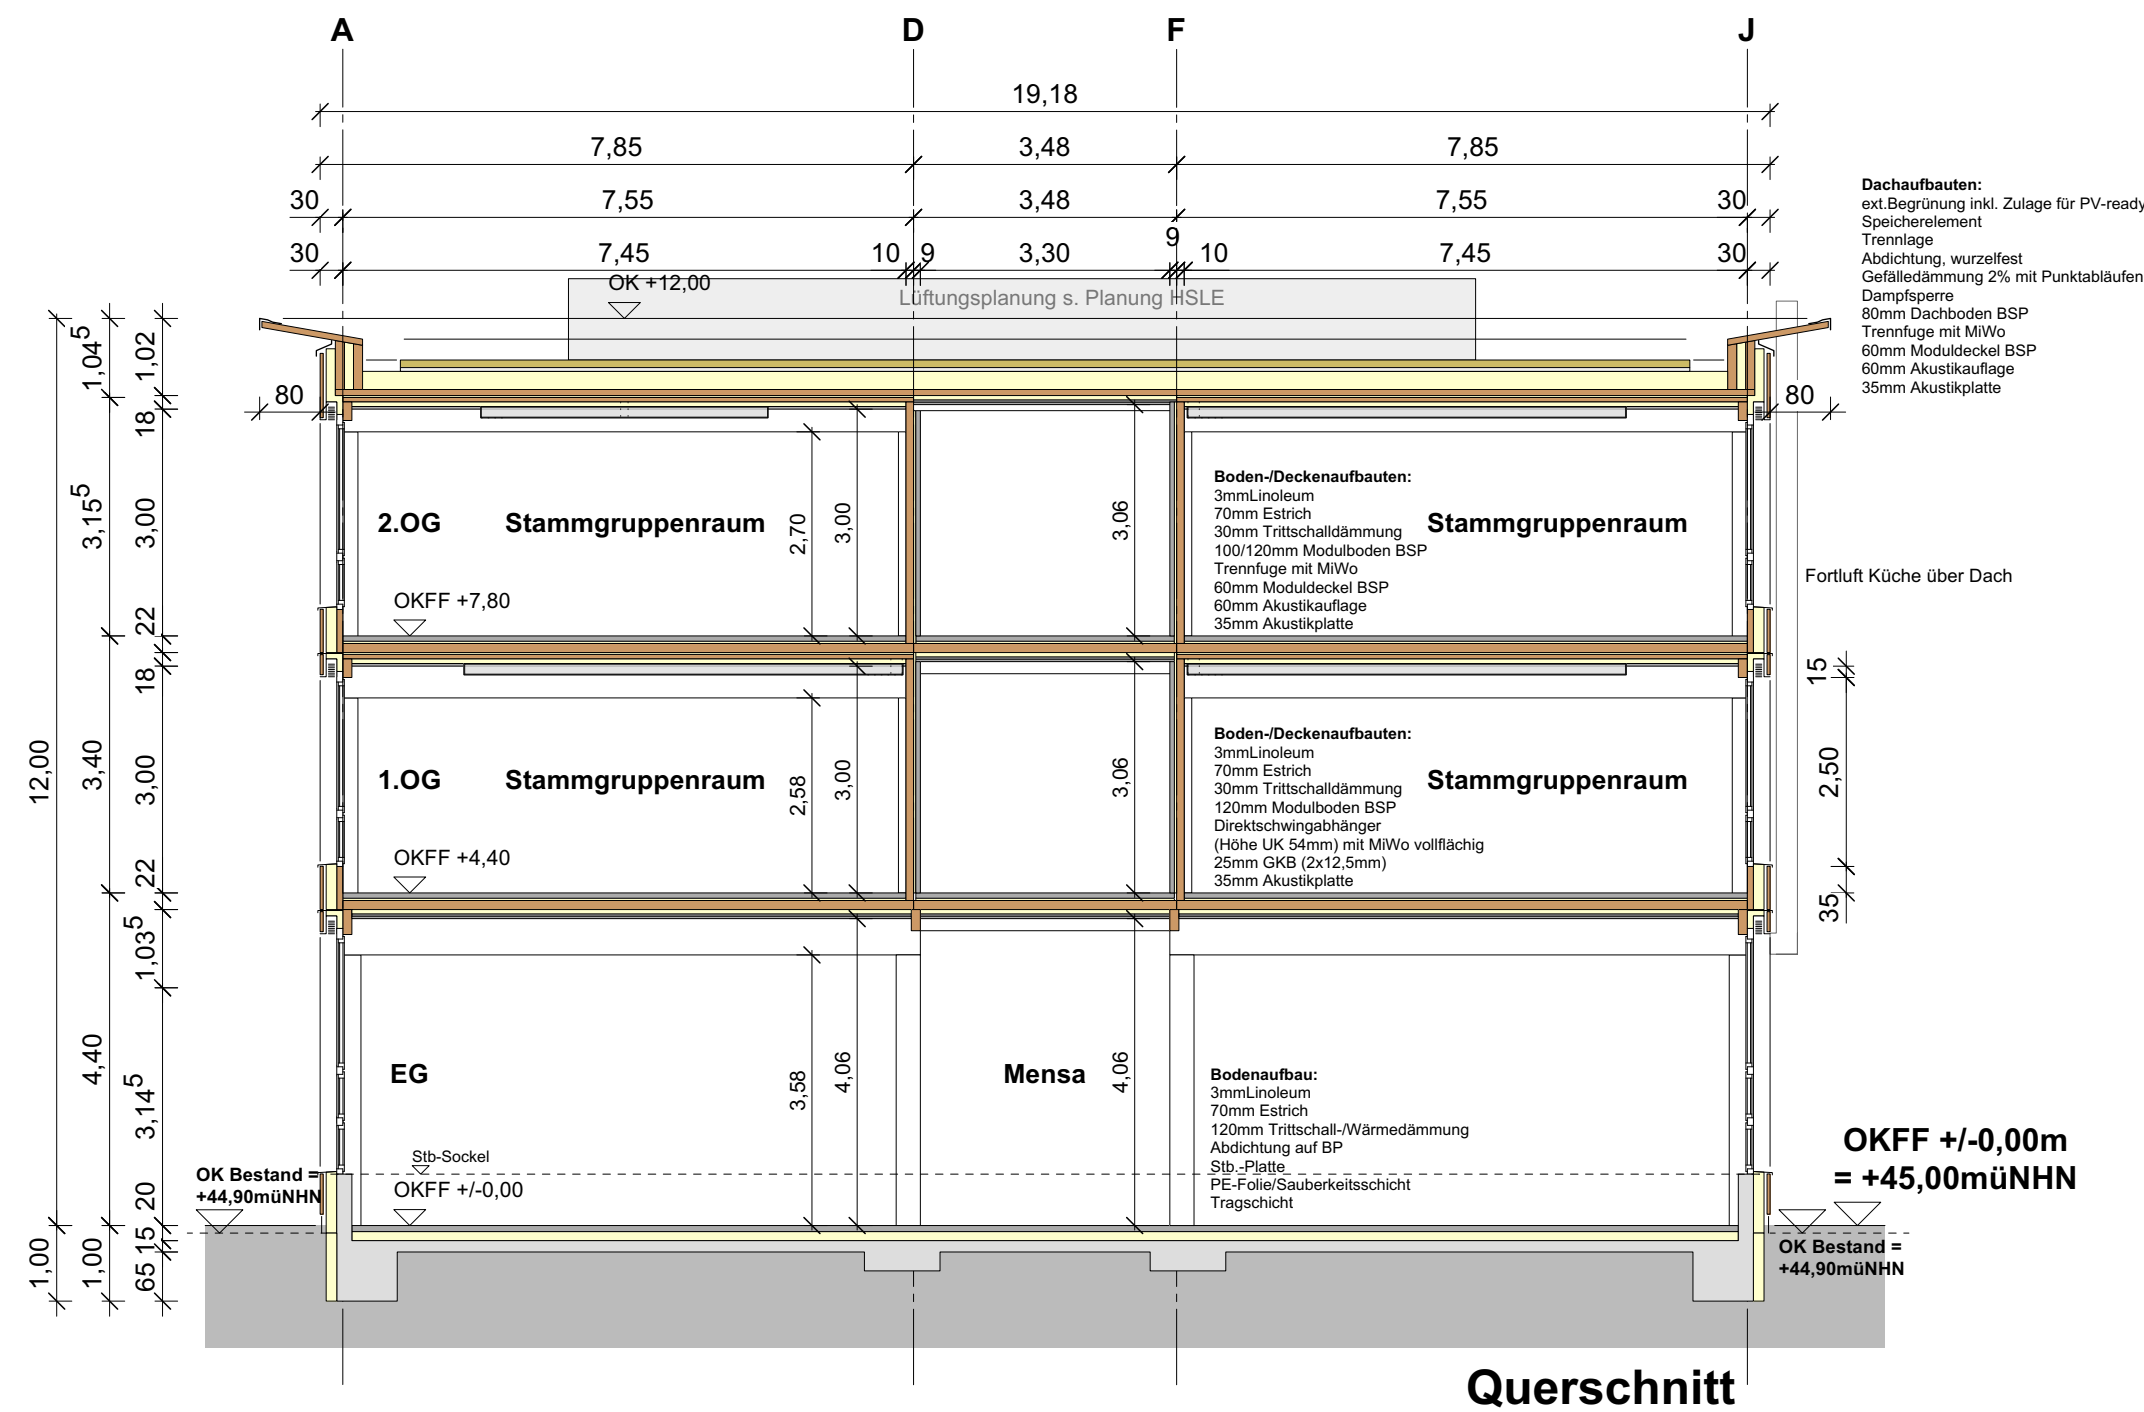 A D F J
19,18
7,85 3,48 7,85
30 7,55 3,48 7,55 30
30 7,45 10 9 3,30 9 10 7,45 30
OK +12,00
Lüftungsplanung s. Planung HSLE
Dachaufbauten:
ext.Begrünung inkl. Zulage für PV-ready
Speicherelement
Trennlage
Abdichtung, wurzelfest
Gefälledämmung 2% mit Punktabläufen
Dampfsperre
80mm Dachboden BSP
Trennfuge mit MiWo
60mm Moduldeckel BSP
60mm Akustikauflage
35mm Akustikplatte
80 80
12,00
1,00
1,04⁵
3,15⁵
3,40
4,40
1,00
1,02
18
3,00
22
18
3,00
22
1,03⁵
3,14⁵
20
15
65
2.OG Stammgruppenraum
OKFF +7,80
2,70
3,00
3,06
Boden-/Deckenaufbauten:
3mmLinoleum
70mm Estrich
30mm Trittschalldämmung
100/120mm Modulboden BSP
Trennfuge mit MiWo
60mm Moduldeckel BSP
60mm Akustikauflage
35mm Akustikplatte
Stammgruppenraum
Fortluft Küche über Dach
1.OG Stammgruppenraum
OKFF +4,40
2,58
3,00
3,06
Boden-/Deckenaufbauten:
3mmLinoleum
70mm Estrich
30mm Trittschalldämmung
120mm Modulboden BSP
Direktschwingabhänger
(Höhe UK 54mm) mit MiWo vollflächig
25mm GKB (2x12,5mm)
35mm Akustikplatte
Stammgruppenraum
15
2,50
35
EG
3,58
4,06
Mensa
4,06
Stb-Sockel
OKFF +/-0,00
Bodenaufbau:
3mmLinoleum
70mm Estrich
120mm Trittschall-/Wärmedämmung
Abdichtung auf BP
Stb.-Platte
PE-Folie/Sauberkeitsschicht
Tragschicht
OK Bestand =
+44,90müNHN
OKFF +/-0,00m
= +45,00müNHN
OK Bestand =
+44,90müNHN
Querschnitt